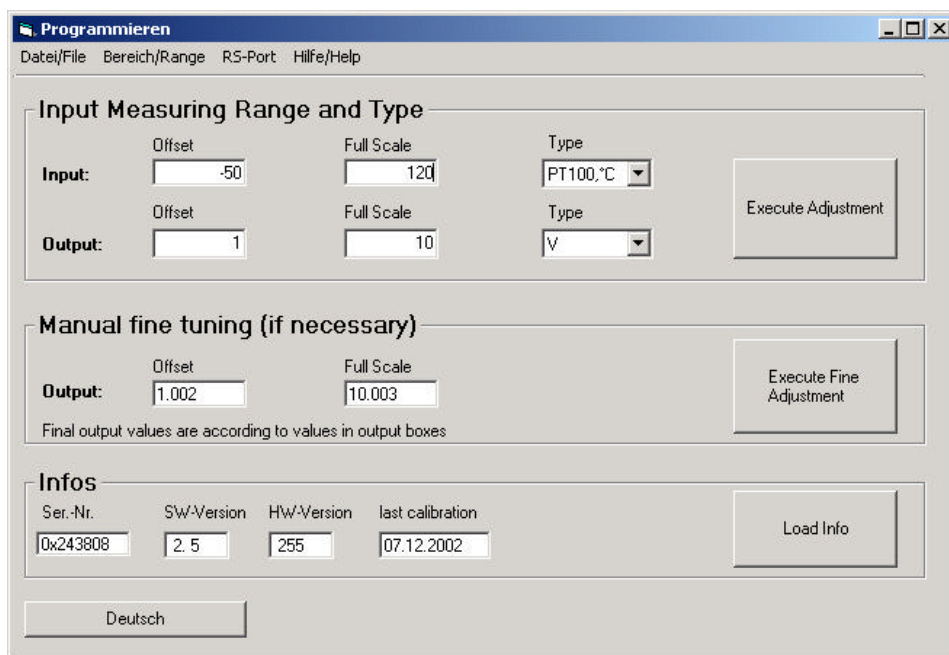 Programmieren
Datei/File Bereich/Range RS-Port Hilfe/Help
Input Measuring Range and Type
Offset Full Scale Type
Input: -50 120 PT100,°C
Execute Adjustment
Offset Full Scale Type
Output: 1 10 V
Manual fine tuning (if necessary)
Offset Full Scale
Output: 1.002 10.003
Execute Fine
Adjustment
Final output values are according to values in output boxes
Infos
Ser.-Nr. SW-Version HW-Version last calibration
0x243808 2. 5 255 07.12.2002
Load Info
Deutsch